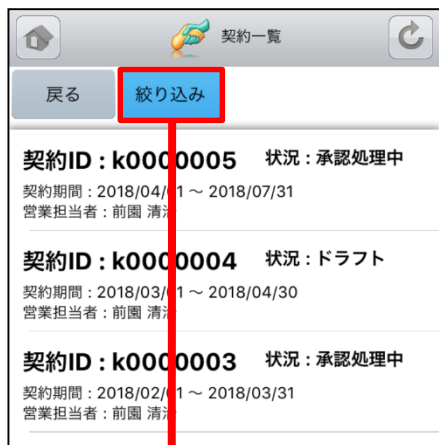 契約一覧
戻る
絞り込み
契約ID：k0000005 状況：承認処理中
契約期間：2018/04/01 ～ 2018/07/31
営業担当者：前園 清
契約ID：k0000004 状況：ドラフト
契約期間：2018/03/01 ～ 2018/04/30
営業担当者：前園 清
契約ID：k0000003 状況：承認処理中
契約期間：2018/02/01 ～ 2018/03/31
営業担当者：前園 清